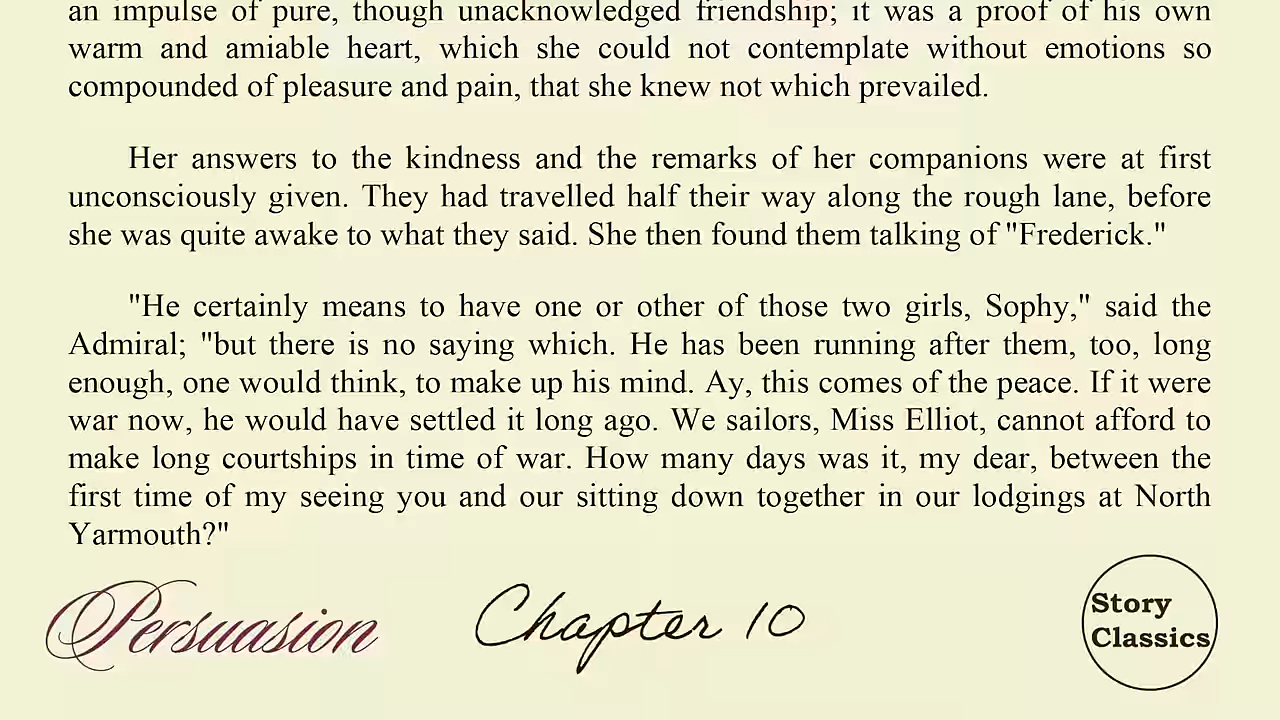 an impulse of pure, though unacknowledged friendship; it was a proof of his own
warm and amiable heart, which she could not contemplate without emotions so
compounded of pleasure and pain, that she knew not which prevailed.
Her answers to the kindness and the remarks of her companions were at first
unconsciously given. They had travelled half their way along the rough lane, before
she was quite awake to what they said. She then found them talking of "Frederick."
"He certainly means to have one or other of those two girls, Sophy," said the
Admiral; "but there is no saying which. He has been running after them, too, long
enough, one would think, to make up his mind. Ay, this comes of the peace. If it were
war now, he would have settled it long ago. We sailors, Miss Elliot, cannot afford to
make long courtships in time of war. How many days was it, my dear, between the
first time of my seeing you and our sitting down together in our lodgings at North
Yarmouth?"
Persuasion
Chapter 10
Story
Classics